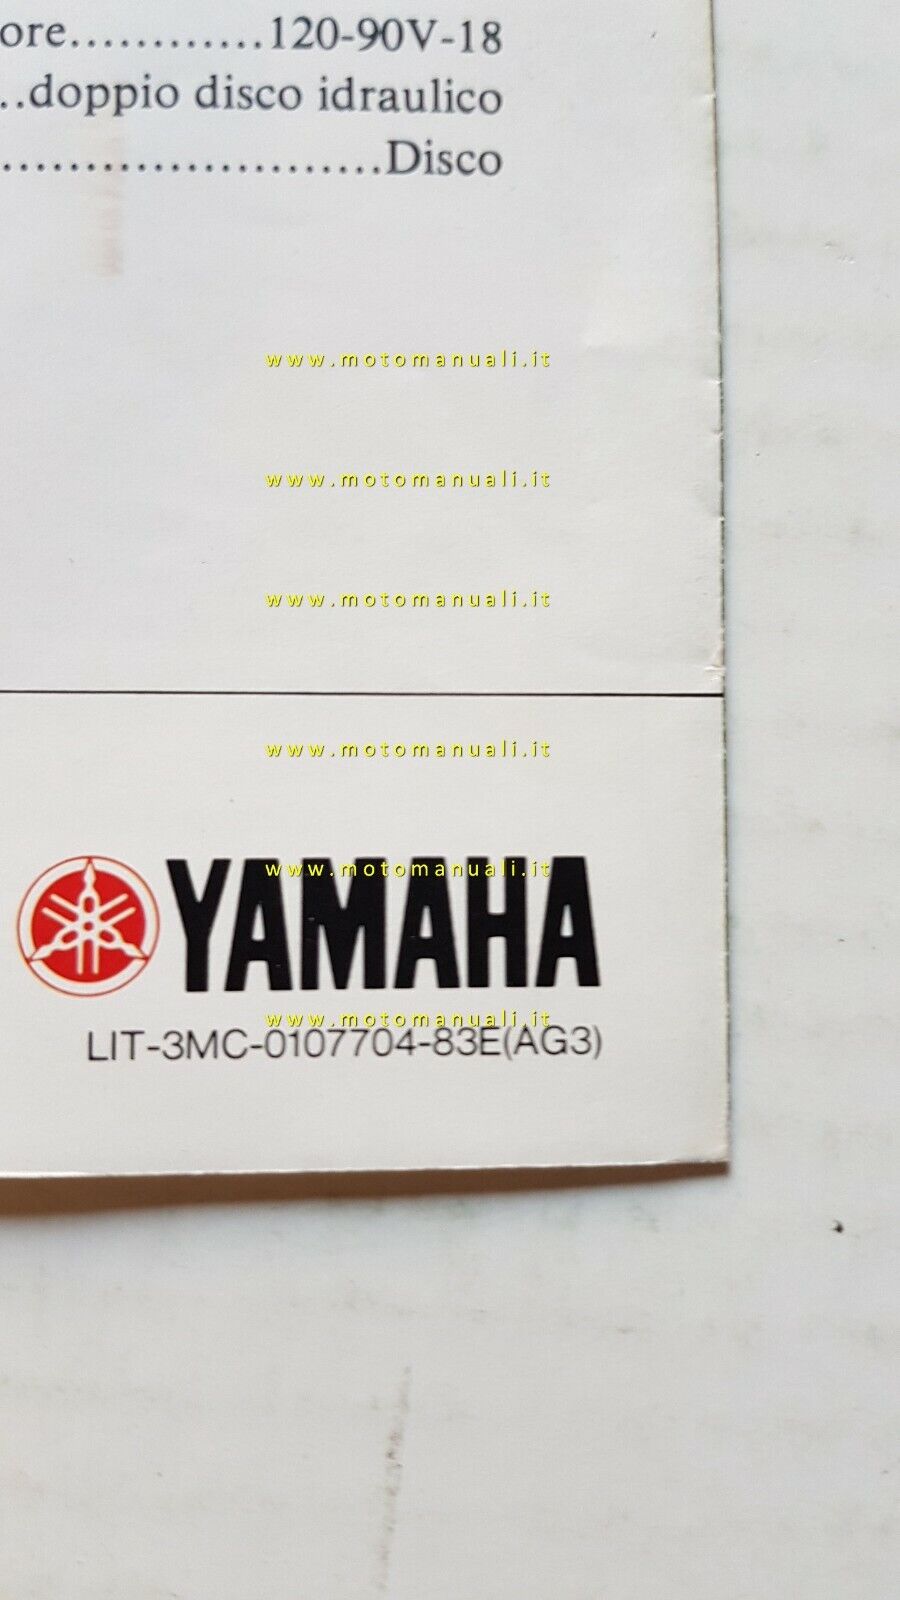 ore............120-90V-18
..doppio disco idraulico
.......................Disco
www.motomanuali.it
www.motomanuali.it
www.motomanuali.it
www.motomanuali.it
www.motomanuali.it
YAMAHA
www.motomanuali.it
LIT-3MC-0107704-83E(AG3)